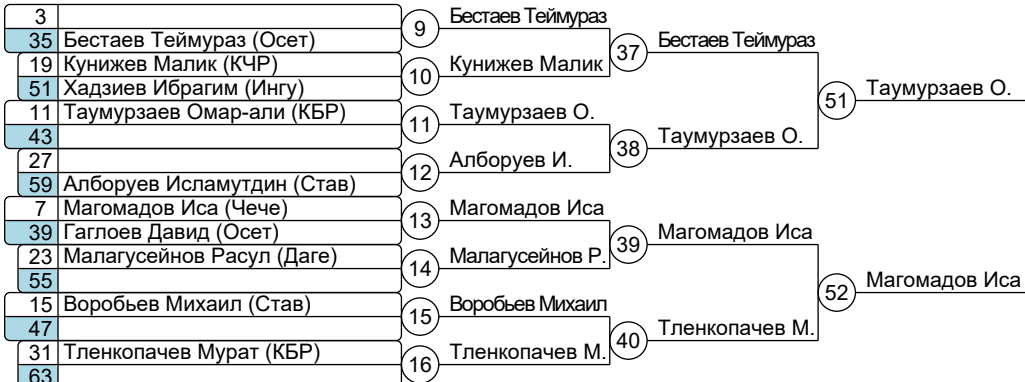 3
35 Бестаев Теймураз (Осет)
19 Кунижев Малик (КЧР)
51 Хадзиев Ибрагим (Ингу)
11 Таумурзаев Омар-али (КБР)
43
27
59 Алборуев Исламутдин (Став)
7 Магомадов Иса (Чече)
39 Гаглоев Давид (Осет)
23 Малагусейнов Расул (Даге)
55
15 Воробьев Михаил (Став)
47
31 Тленкопачев Мурат (КБР)
63
9 Бестаев Теймураз
10 Кунижев Малик
11 Таумурзаев О.
12 Алборуев И.
13 Магомадов Иса
14 Малагусейнов Р.
15 Воробьев Михаил
16 Тленкопачев М.
37 Бестаев Теймураз
38 Таумурзаев О.
39 Магомадов Иса
40 Тленкопачев М.
51 Таумурзаев О.
52 Магомадов Иса